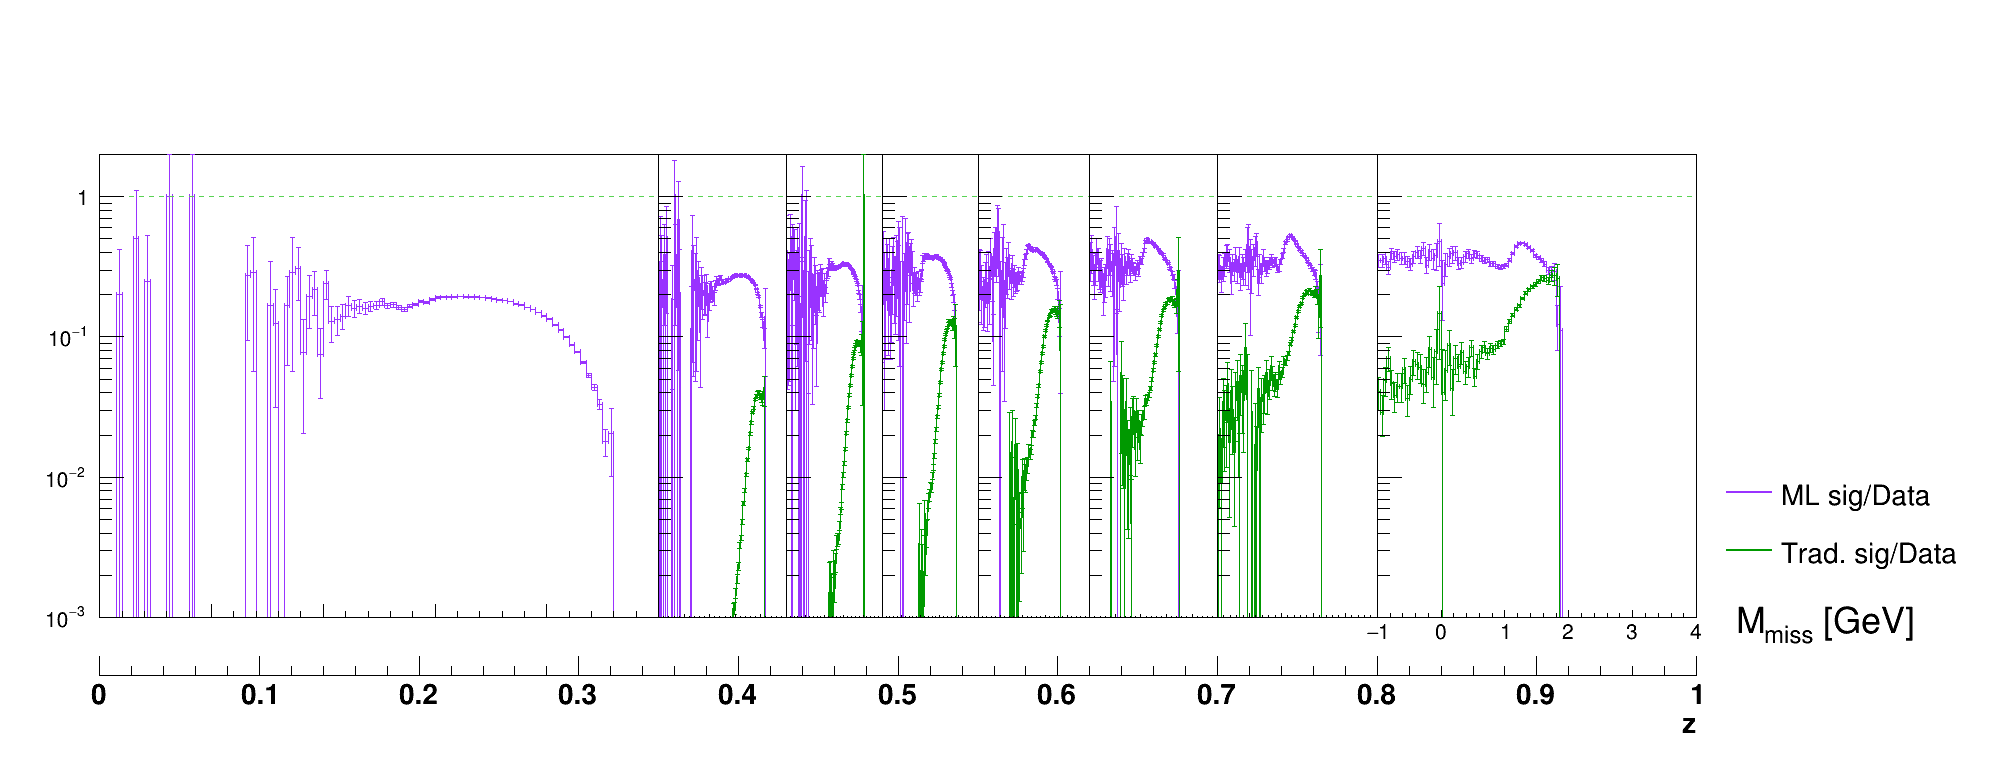 1
10⁻¹
10⁻²
10⁻³
ML sig/Data
Trad. sig/Data
−1 0 1 2 3 4
M_miss [GeV]
0 0.1 0.2 0.3 0.4 0.5 0.6 0.7 0.8 0.9 1
z